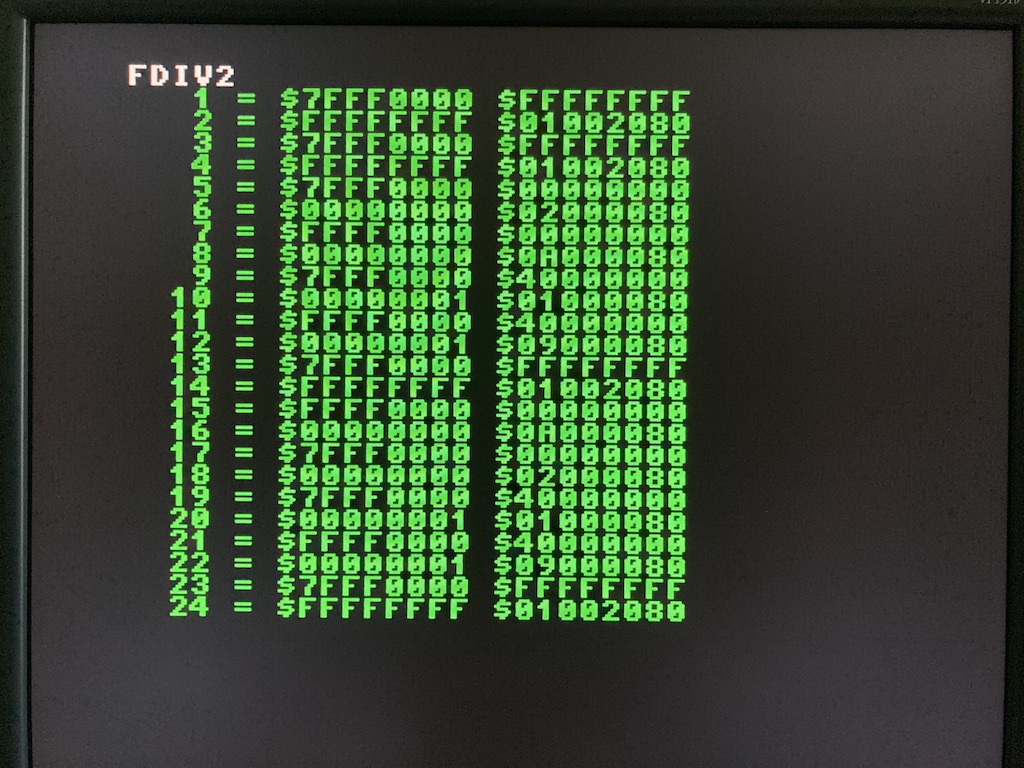 FDIV2
1 = $7FFF0000 $FFFFFFFF
2 = $FFFFFFFF $01002080
3 = $7FFF0000 $FFFFFFFF
4 = $FFFFFFFF $01002080
5 = $7FFF0000 $00000000
6 = $00000000 $02000080
7 = $FFFF0000 $00000000
8 = $00000000 $0A000080
9 = $7FFF0000 $40000000
10 = $00000001 $01000080
11 = $FFFF0000 $40000000
12 = $00000001 $09000080
13 = $7FFF0000 $FFFFFFFF
14 = $FFFFFFFF $01002080
15 = $FFFF0000 $00000000
16 = $00000000 $0A000080
17 = $7FFF0000 $00000000
18 = $00000000 $02000080
19 = $7FFF0000 $40000000
20 = $00000001 $01000080
21 = $FFFF0000 $40000000
22 = $00000001 $09000080
23 = $7FFF0000 $FFFFFFFF
24 = $FFFFFFFF $01002080